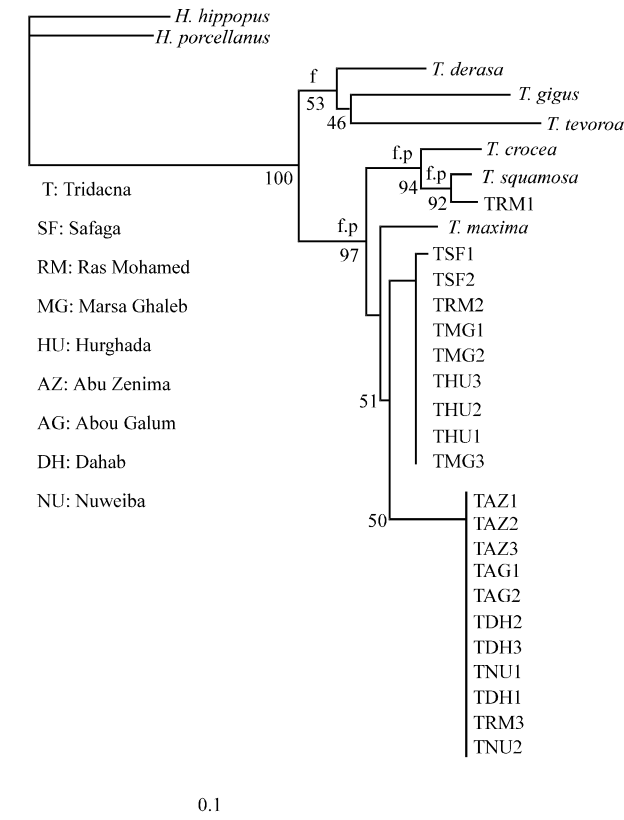 H. hippopus
H. porcellanus
f
T. derasa
53
T. gigus
46
T. tevoroa
f.p
T. crocea
100
94
f.p
T. squamosa
92
TRM1
T: Tridacna
f.p
T. maxima
SF: Safaga
97
TSF1
RM: Ras Mohamed
TSF2
MG: Marsa Ghaleb
TRM2
TMG1
HU: Hurghada
TMG2
AZ: Abu Zenima
THU3
51
THU2
AG: Abou Galum
THU1
DH: Dahab
TMG3
NU: Nuweiba
TAZ1
50
TAZ2
TAZ3
TAG1
TAG2
TDH2
TDH3
TNU1
TDH1
TRM3
TNU2
0.1